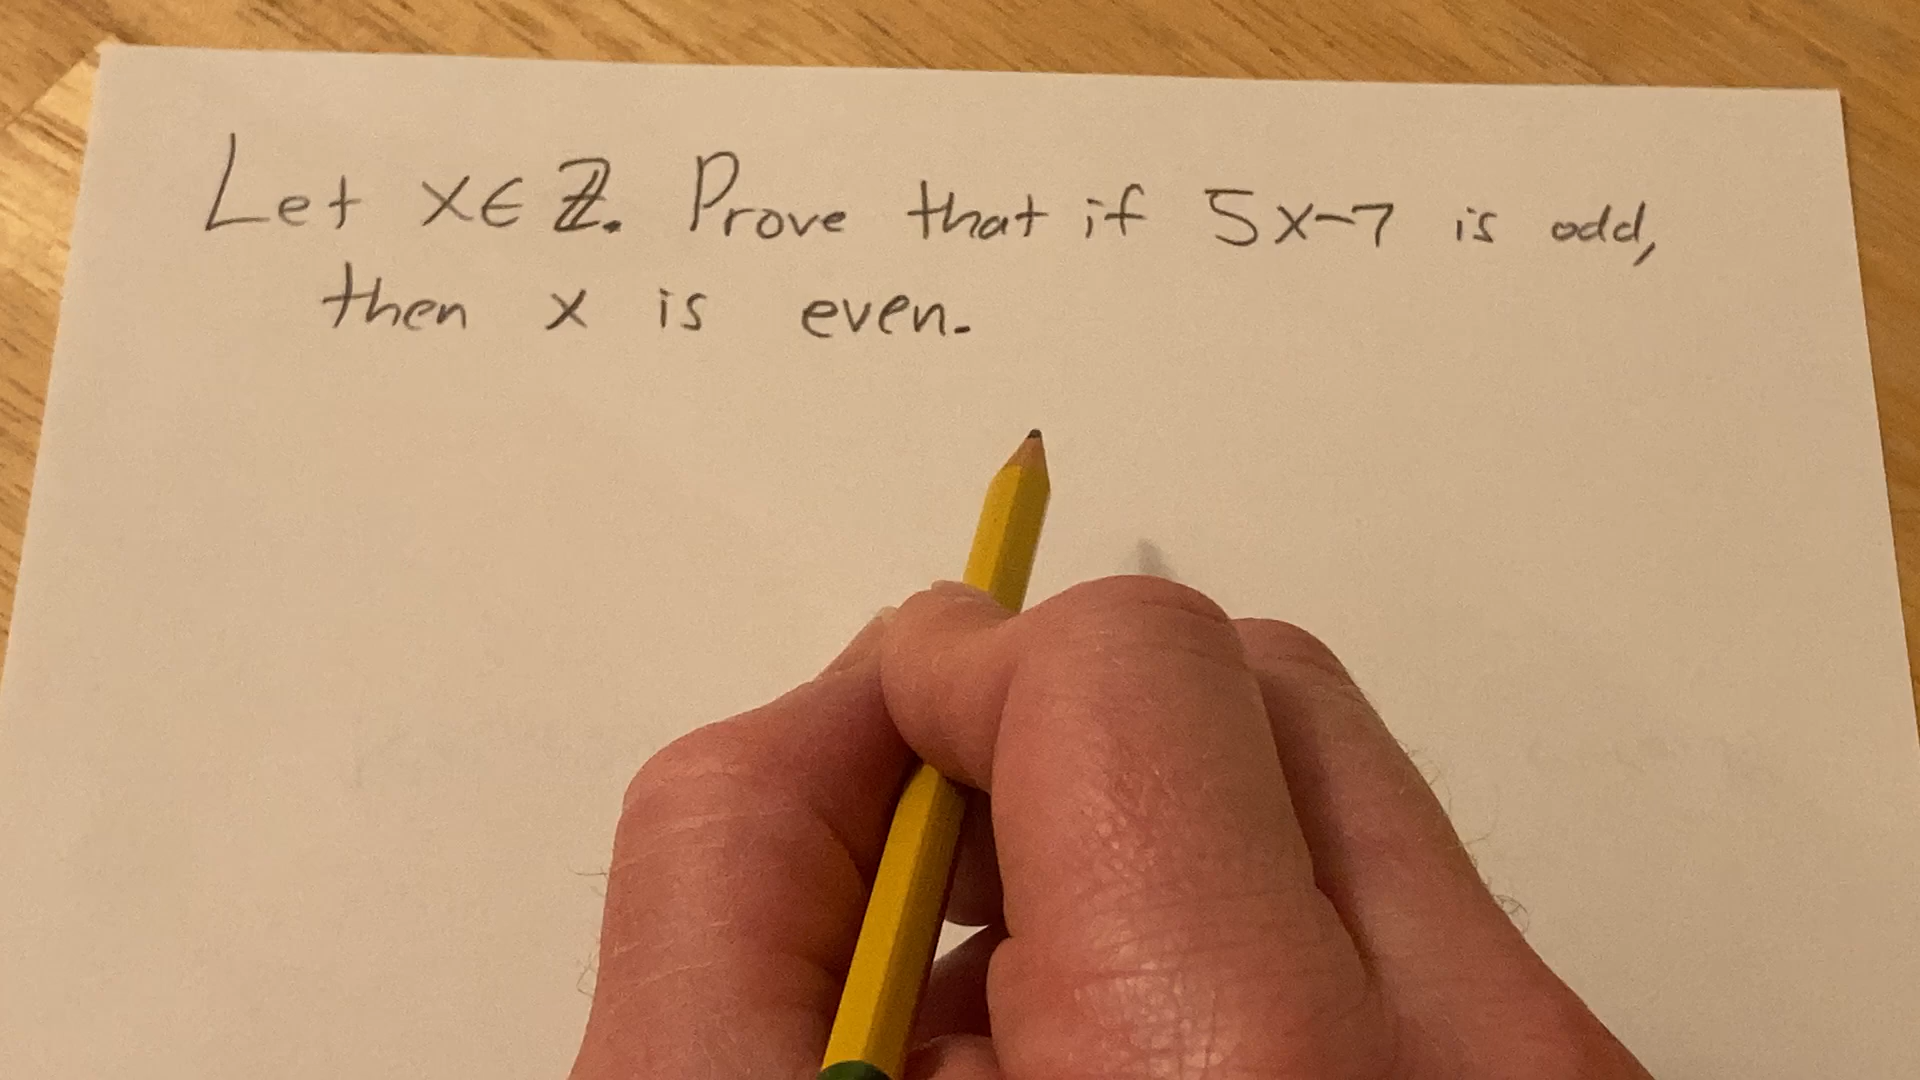 Let x∈ℤ. Prove that if 5x-7 is odd,
then x is even.